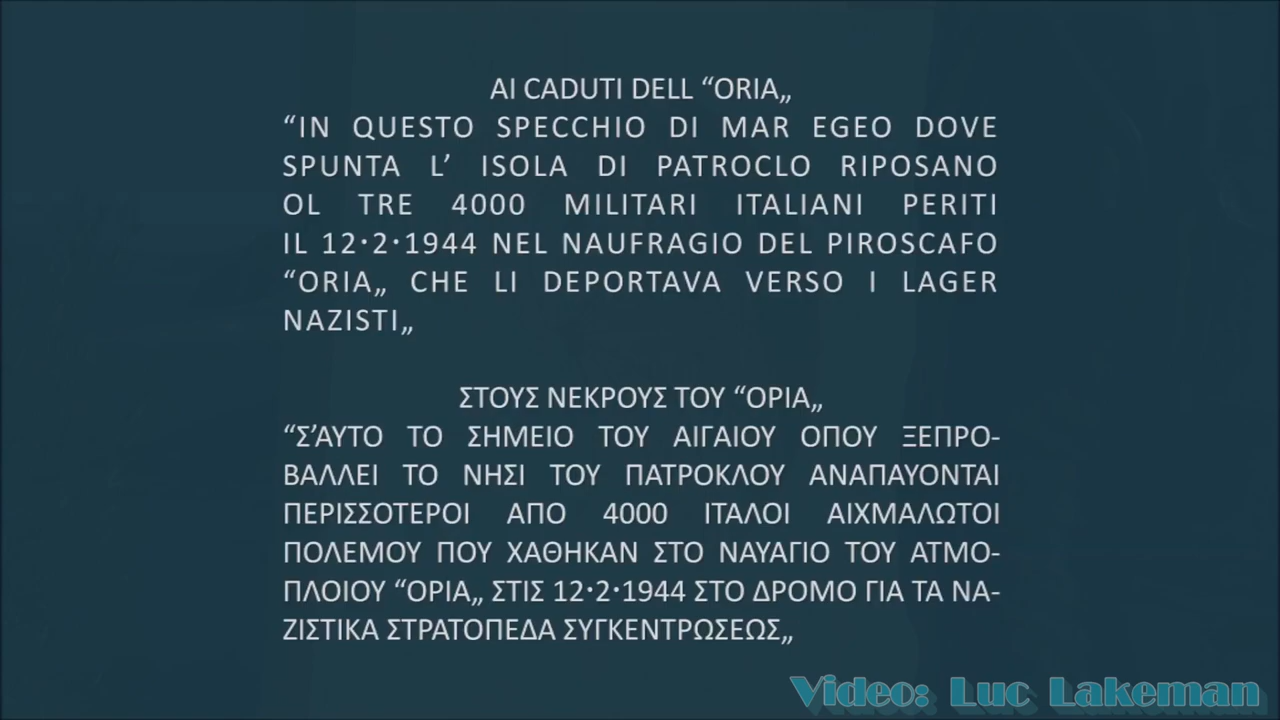 AI CADUTI DELL “ORIA„
“IN QUESTO SPECCHIO DI MAR EGEO DOVE
SPUNTA L’ ISOLA DI PATROCLO RIPOSANO
OL TRE 4000 MILITARI ITALIANI PERITI
IL 12·2·1944 NEL NAUFRAGIO DEL PIROSCAFO
“ORIA„ CHE LI DEPORTAVA VERSO I LAGER
NAZISTI„
ΣΤΟΥΣ ΝΕΚΡΟΥΣ ΤΟΥ “ΟΡΙΑ„
“Σ’ΑΥΤΟ ΤΟ ΣΗΜΕΙΟ ΤΟΥ ΑΙΓΑΙΟΥ ΟΠΟΥ ΞΕΠΡΟ-
ΒΑΛΛΕΙ ΤΟ ΝΗΣΙ ΤΟΥ ΠΑΤΡΟΚΛΟΥ ΑΝΑΠΑΥΟΝΤΑΙ
ΠΕΡΙΣΣΟΤΕΡΟΙ ΑΠΟ 4000 ΙΤΑΛΟΙ ΑΙΧΜΑΛΩΤΟΙ
ΠΟΛΕΜΟΥ ΠΟΥ ΧΑΘΗΚΑΝ ΣΤΟ ΝΑΥΑΓΙΟ ΤΟΥ ΑΤΜΟ-
ΠΛΟΙΟΥ “ΟΡΙΑ„ ΣΤΙΣ 12·2·1944 ΣΤΟ ΔΡΟΜΟ ΓΙΑ ΤΑ ΝΑ-
ΖΙΣΤΙΚΑ ΣΤΡΑΤΟΠΕΔΑ ΣΥΓΚΕΝΤΡΩΣΕΩΣ„
Video: Luc Lakeman